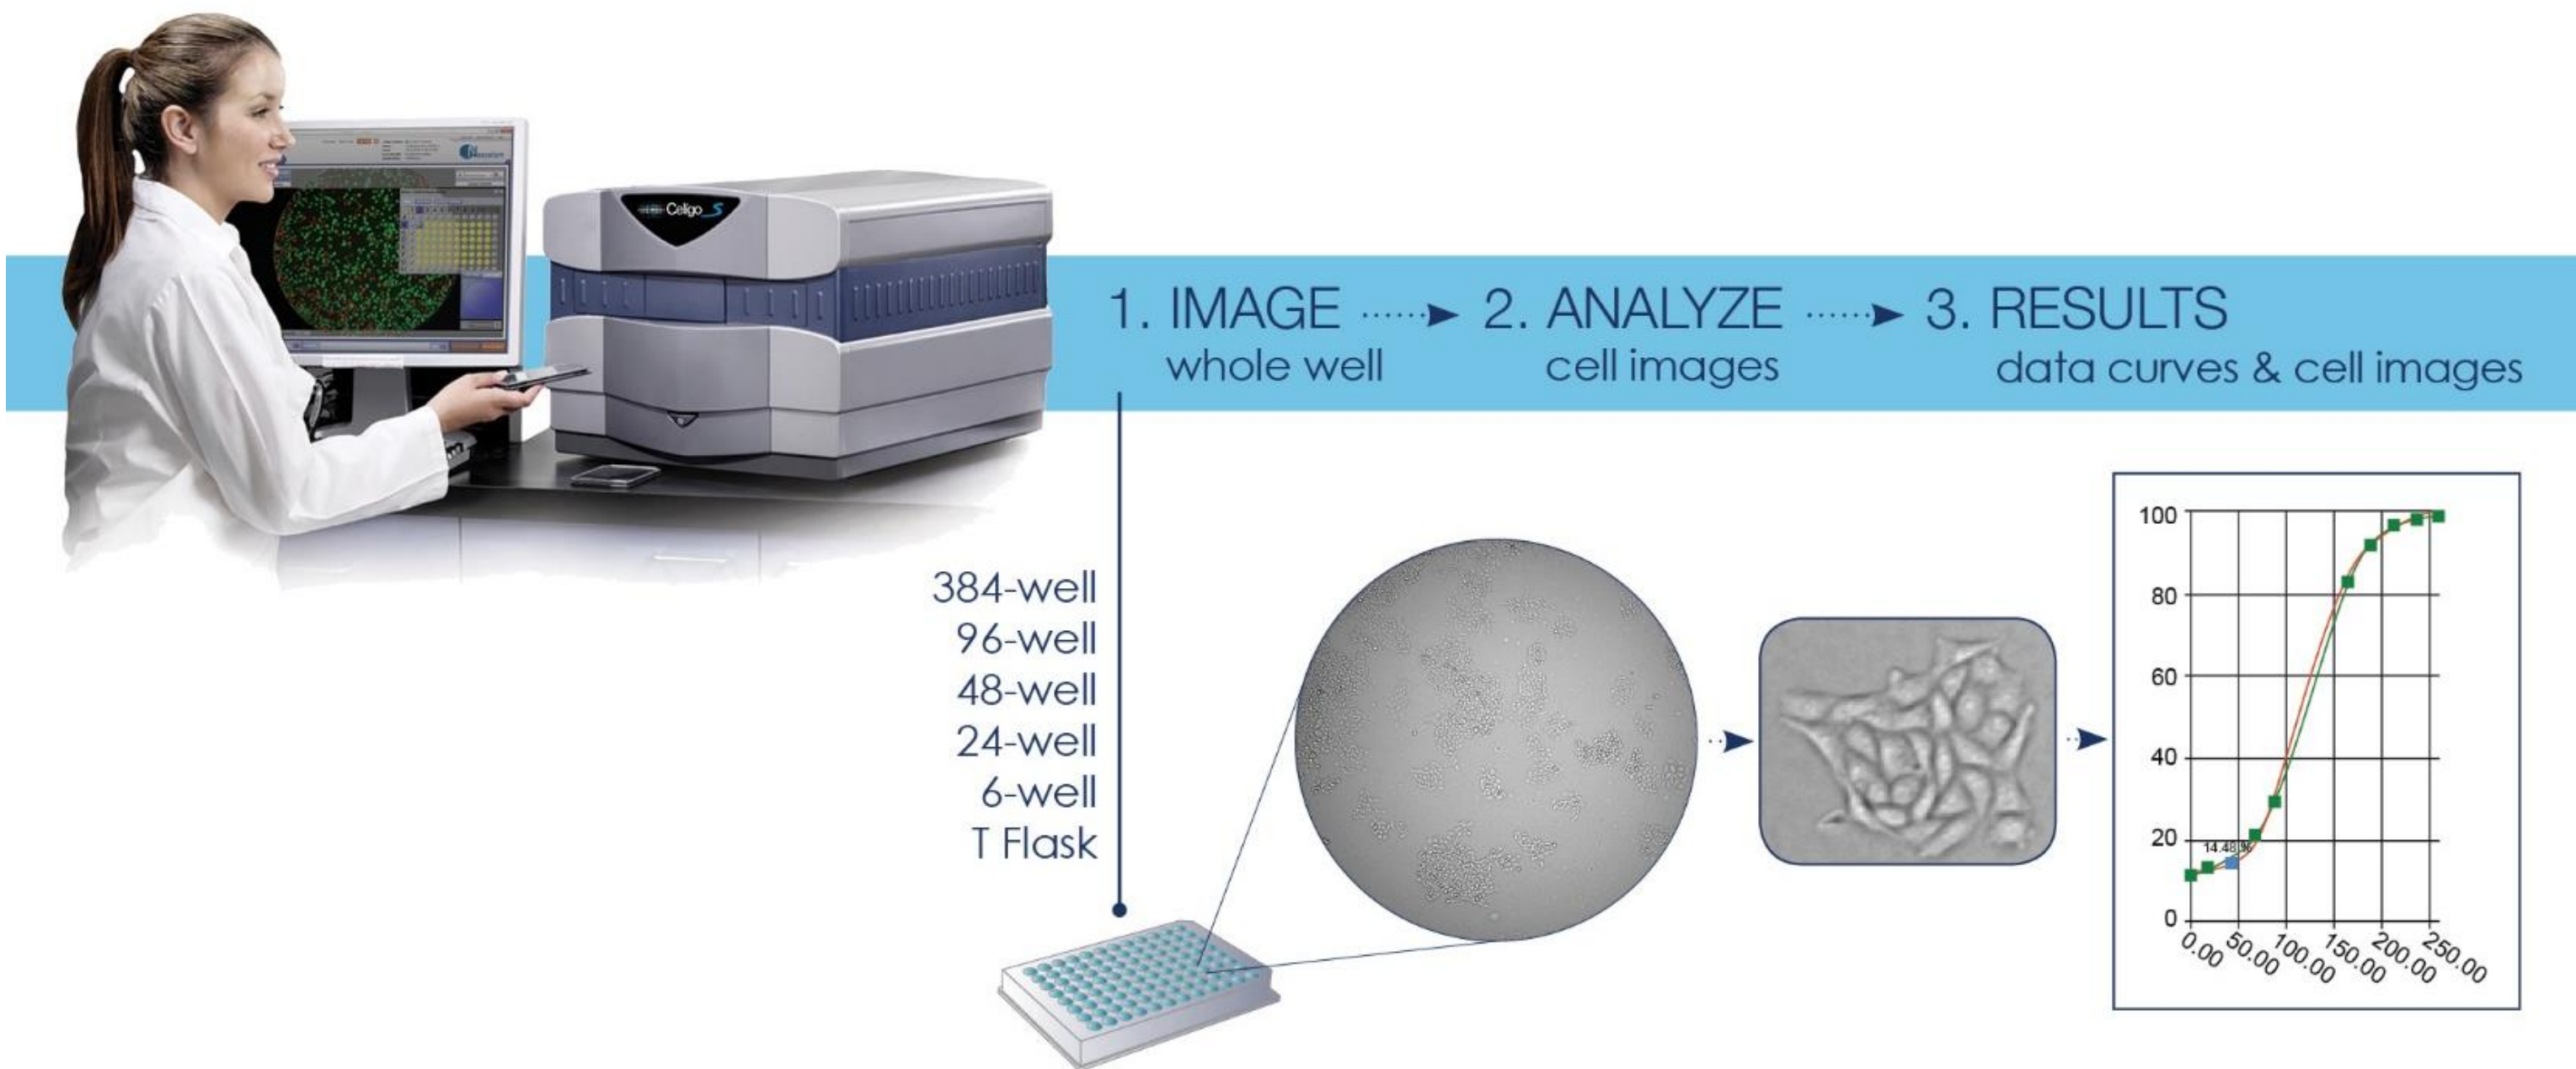 Celigo S
Nexcelom
1. IMAGE
whole well
2. ANALYZE
cell images
3. RESULTS
data curves & cell images
384-well
96-well
48-well
24-well
6-well
T Flask
100
80
60
40
20
0
14.48 %
0.00
50.00
100.00
150.00
200.00
250.00